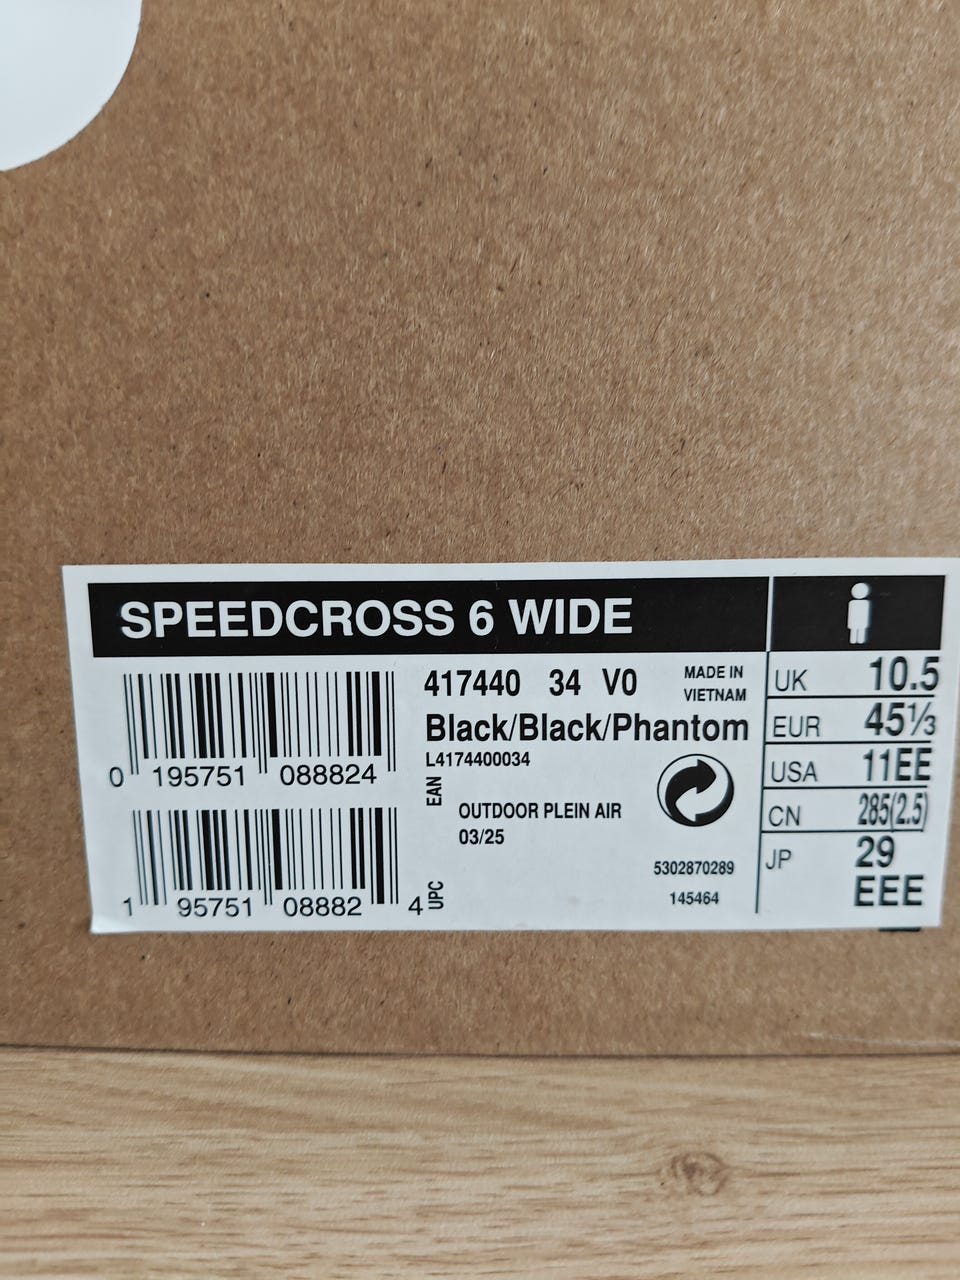 SPEEDCROSS 6 WIDE
0 195751 088824
1 95751 08882 4
EAN
UPC
417440 34 V0
MADE IN
VIETNAM
Black/Black/Phantom
L4174400034
OUTDOOR PLEIN AIR
03/25
5302870289
145464
UK 10.5
EUR 45⅓
USA 11EE
CN 285(2.5)
JP 29
EEE